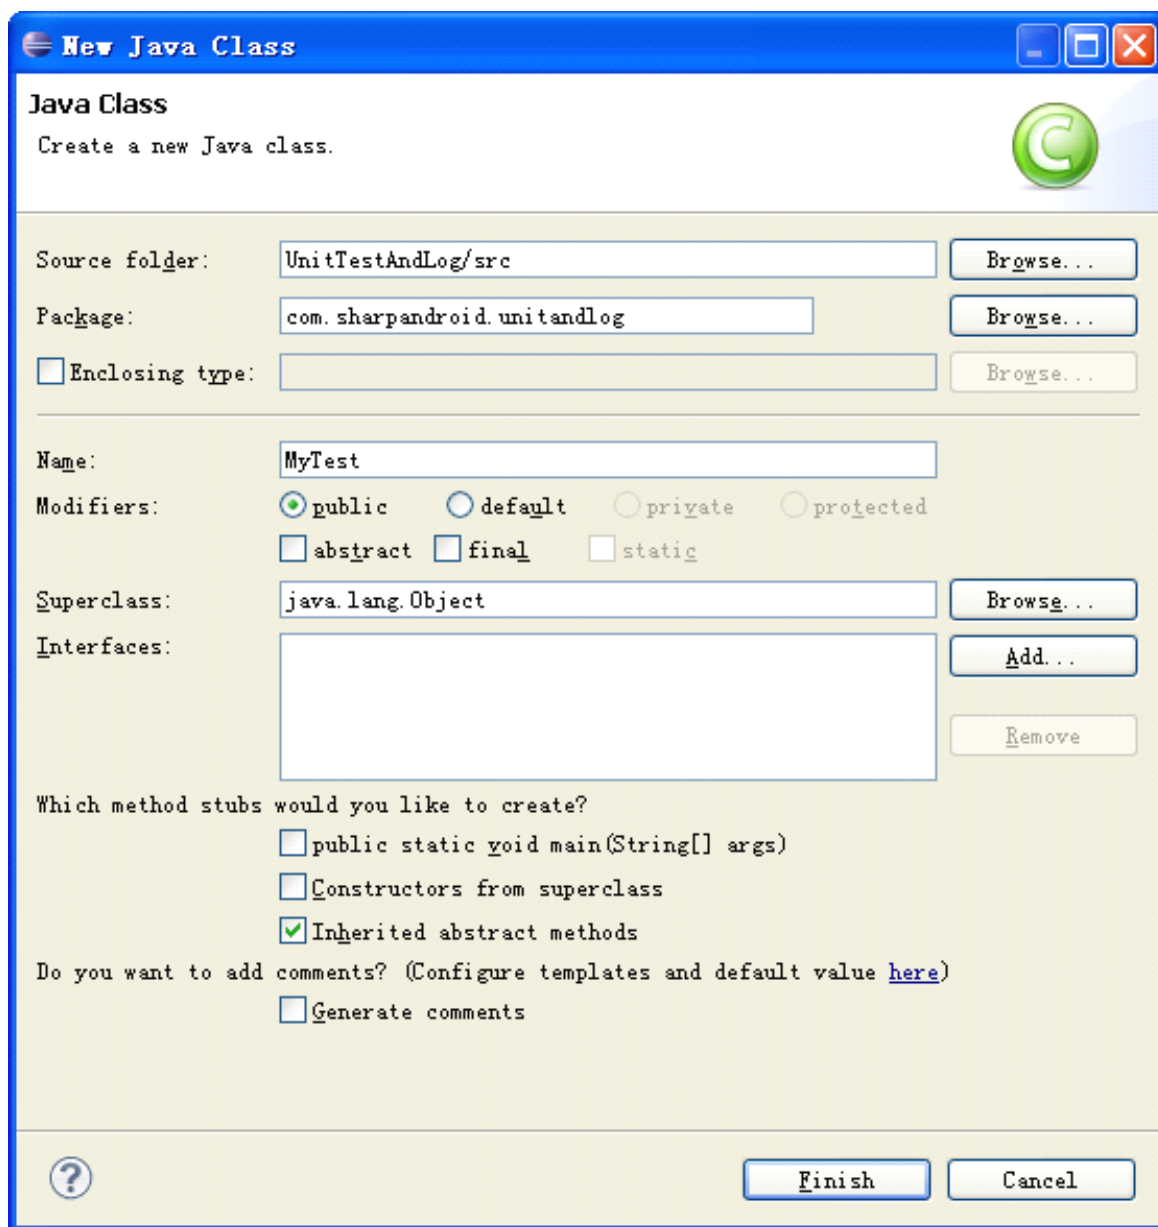 New Java Class
Java Class
Create a new Java class.
C
Source folder: UnitTestAndLog/src Browse...
Package: com.sharpandroid.unitandlog Browse...
Enclosing type: Browse...
Name: MyTest
Modifiers: public default private protected
abstract final static
Superclass: java.lang.Object Browse...
Interfaces: Add...
Remove
Which method stubs would you like to create?
public static void main(String[] args)
Constructors from superclass
Inherited abstract methods
Do you want to add comments? (Configure templates and default value here)
Generate comments
? Finish Cancel